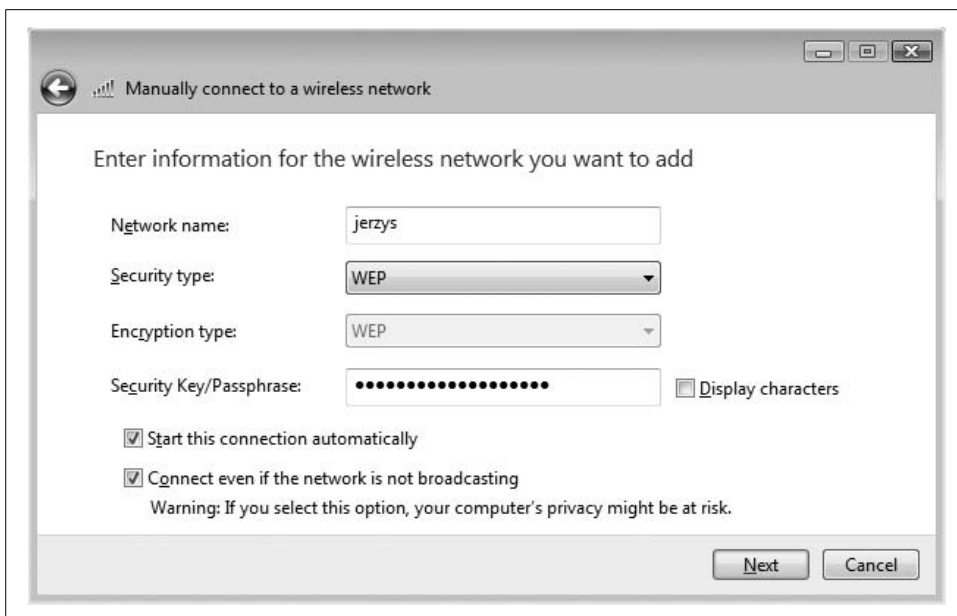 Manually connect to a wireless network
Enter information for the wireless network you want to add
Network name: jerzys
Security type: WEP
Encryption type: WEP
Security Key/Passphrase: ••••••••••••••••••• Display characters
Start this connection automatically
Connect even if the network is not broadcasting
Warning: If you select this option, your computer's privacy might be at risk.
Next Cancel